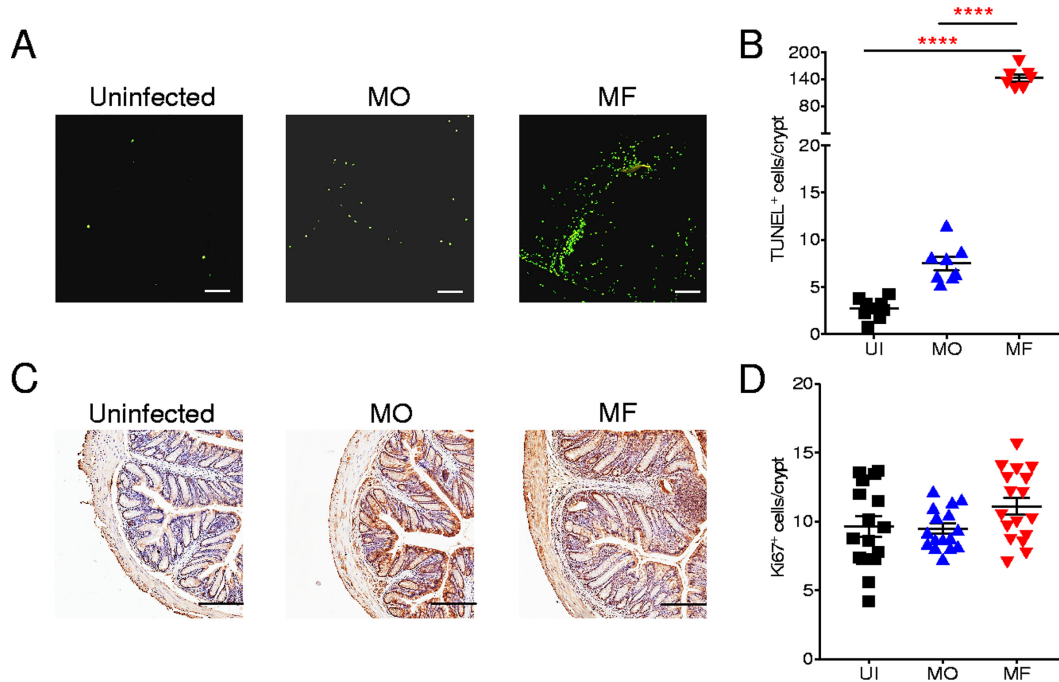 A
Uninfected
MO
MF
B
****
****
TUNEL⁺ cells/crypt
200
140
80
20
15
10
5
0
UI
MO
MF
C
Uninfected
MO
MF
D
Ki67⁺ cells/crypt
20
15
10
5
0
UI
MO
MF